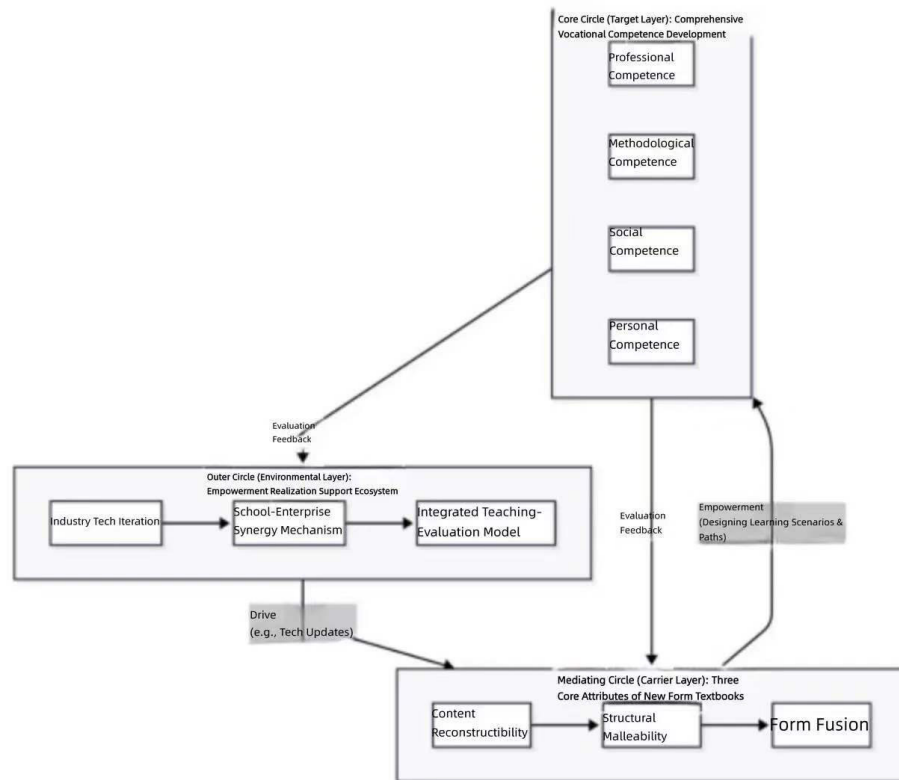 Core Circle (Target Layer): Comprehensive
Vocational Competence Development
Professional
Competence
Methodological
Competence
Social
Competence
Personal
Competence
Evaluation
Feedback
Outer Circle (Environmental Layer):
Empowerment Realization Support Ecosystem
Industry Tech Iteration
School-Enterprise
Synergy Mechanism
Integrated Teaching-
Evaluation Model
Evaluation
Feedback
Empowerment
(Designing Learning Scenarios &
Paths)
Drive
(e.g., Tech Updates)
Mediating Circle (Carrier Layer): Three
Core Attributes of New Form Textbooks
Content
Reconstructibility
Structural
Malleability
Form Fusion